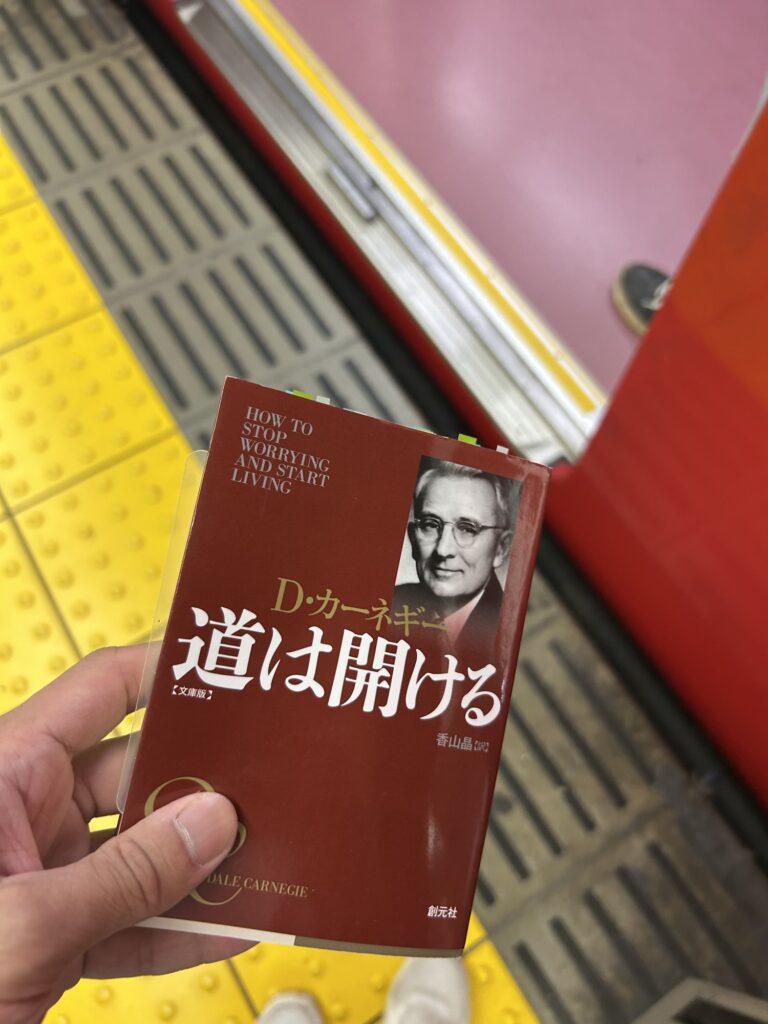 HOW TO
STOP
WORRYING
AND START
LIVING
D・カーネギー
道は開ける
【文庫版】
香山晶【訳】
DALE CARNEGIE
創元社